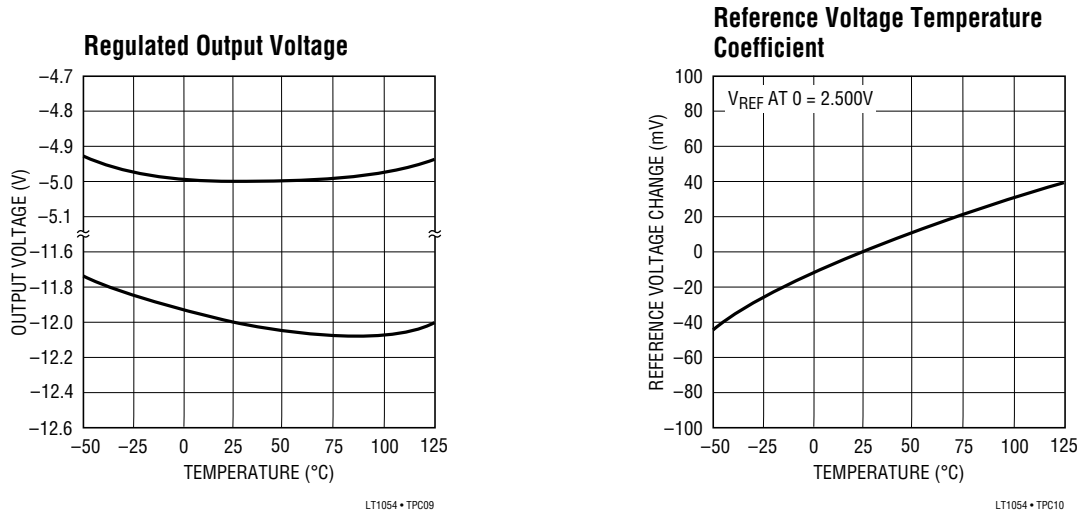 Regulated Output Voltage
–4.7
–4.8
–4.9
–5.0
–5.1
–11.6
–11.8
–12.0
–12.2
–12.4
–12.6
OUTPUT VOLTAGE (V)
–50 –25 0 25 50 75 100 125
TEMPERATURE (°C)
LT1054 • TPC09
Reference Voltage Temperature
Coefficient
100
80
60
40
20
0
–20
–40
–60
–80
–100
REFERENCE VOLTAGE CHANGE (mV)
VREF AT 0 = 2.500V
–50 –25 0 25 50 75 100 125
TEMPERATURE (°C)
LT1054 • TPC10